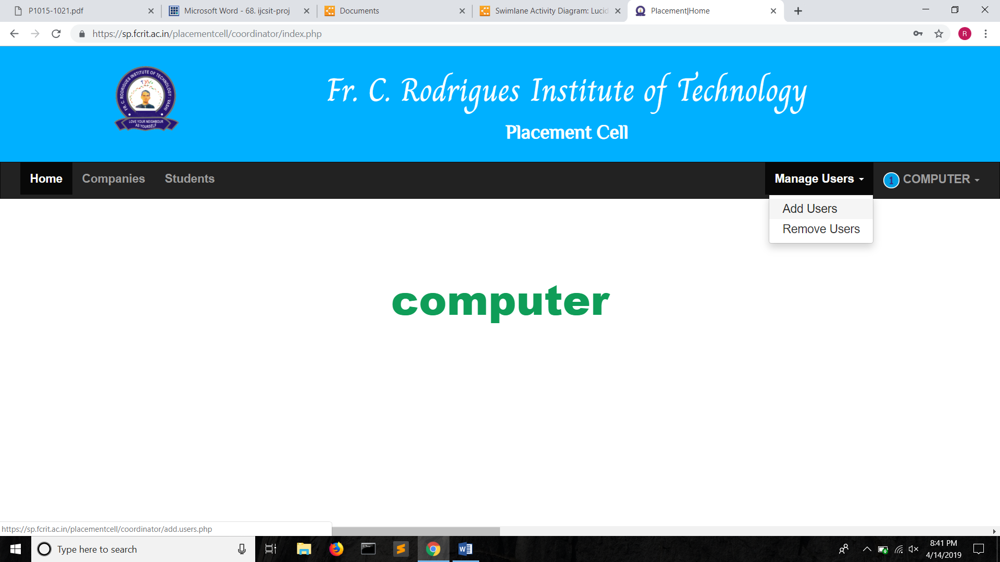 P1015-1021.pdf
Microsoft Word - 68. ijcsit-proj
Documents
Swimlane Activity Diagram: Lucid
Placement|Home
https://sp.fcrit.ac.in/placementcell/coordinator/index.php
R
FR. C. RODRIGUES INSTITUTE OF TECHNOLOGY . VASHI
LOVE YOUR NEIGHBOUR
AS YOURSELF
Fr. C. Rodrigues Institute of Technology
Placement Cell
Home
Companies
Students
Manage Users
1
COMPUTER
Add Users
Remove Users
computer
https://sp.fcrit.ac.in/placementcell/coordinator/add.users.php
Type here to search
8:41 PM
4/14/2019